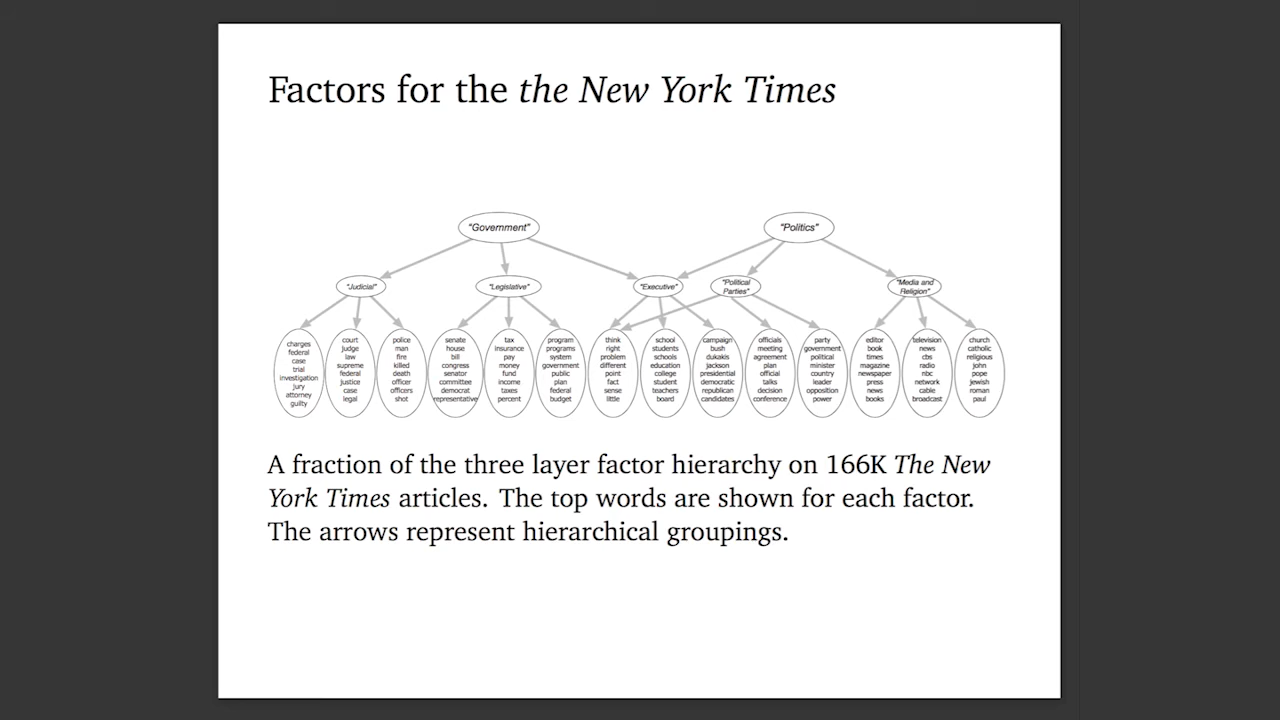 Factors for the the New York Times
"Government"
"Politics"
"Judicial"
"Legislative"
"Executive"
"Political
Parties"
"Media and
Religion"
charges
federal
case
trial
investigation
jury
attorney
guilty
court
judge
law
supreme
federal
justice
case
legal
police
man
fire
killed
death
officer
officers
shot
senate
house
bill
congress
senator
committee
democrat
representative
tax
insurance
pay
money
fund
income
taxes
percent
program
programs
system
government
public
plan
federal
budget
think
right
problem
different
point
fact
sense
little
school
students
schools
education
college
student
teachers
board
campaign
bush
dukakis
jackson
presidential
democratic
republican
candidates
officials
meeting
agreement
plan
official
talks
decision
conference
party
government
political
minister
country
leader
opposition
power
editor
book
times
magazine
newspaper
press
news
books
television
news
cbs
radio
nbc
network
cable
broadcast
church
catholic
religious
john
pope
jewish
roman
paul
A fraction of the three layer factor hierarchy on 166K The New
York Times articles. The top words are shown for each factor.
The arrows represent hierarchical groupings.